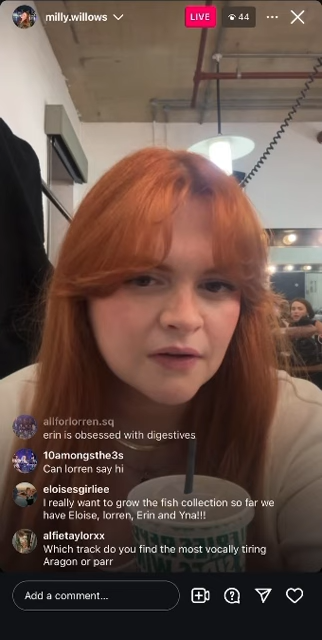 milly.willows
LIVE
44
allforlorren.sq
erin is obsessed with digestives
10amongsthe3s
Can lorren say hi
eloisesgirliee
I really want to grow the fish collection so far we
have Eloise, lorren, Erin and Yna!!!
alfietaylorxx
Which track do you find the most vocally tiring
Aragon or parr
Add a comment...